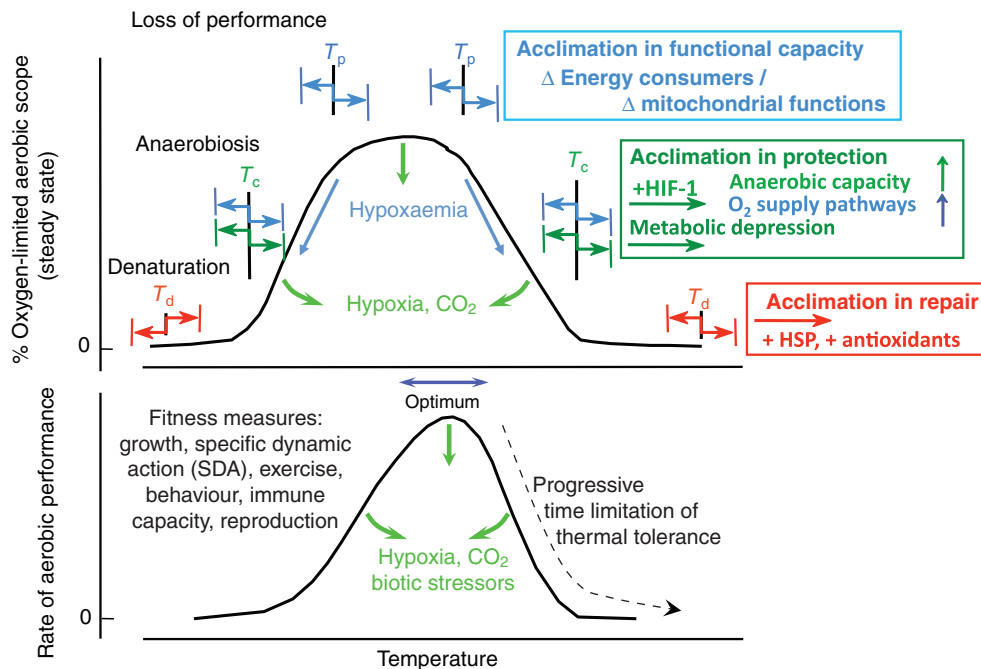 Loss of performance
% Oxygen-limited aerobic scope
(steady state)
Tp
Tp
Acclimation in functional capacity
Δ Energy consumers /
Δ mitochondrial functions
Anaerobiosis
Tc
Tc
Hypoxaemia
Acclimation in protection
+HIF-1
Anaerobic capacity
O2 supply pathways
Metabolic depression
Denaturation
Td
Td
Hypoxia, CO2
Acclimation in repair
+ HSP, + antioxidants
0
Rate of aerobic performance
Optimum
Fitness measures:
growth, specific dynamic
action (SDA), exercise,
behaviour, immune
capacity, reproduction
Progressive
time limitation of
thermal tolerance
Hypoxia, CO2
biotic stressors
0
Temperature